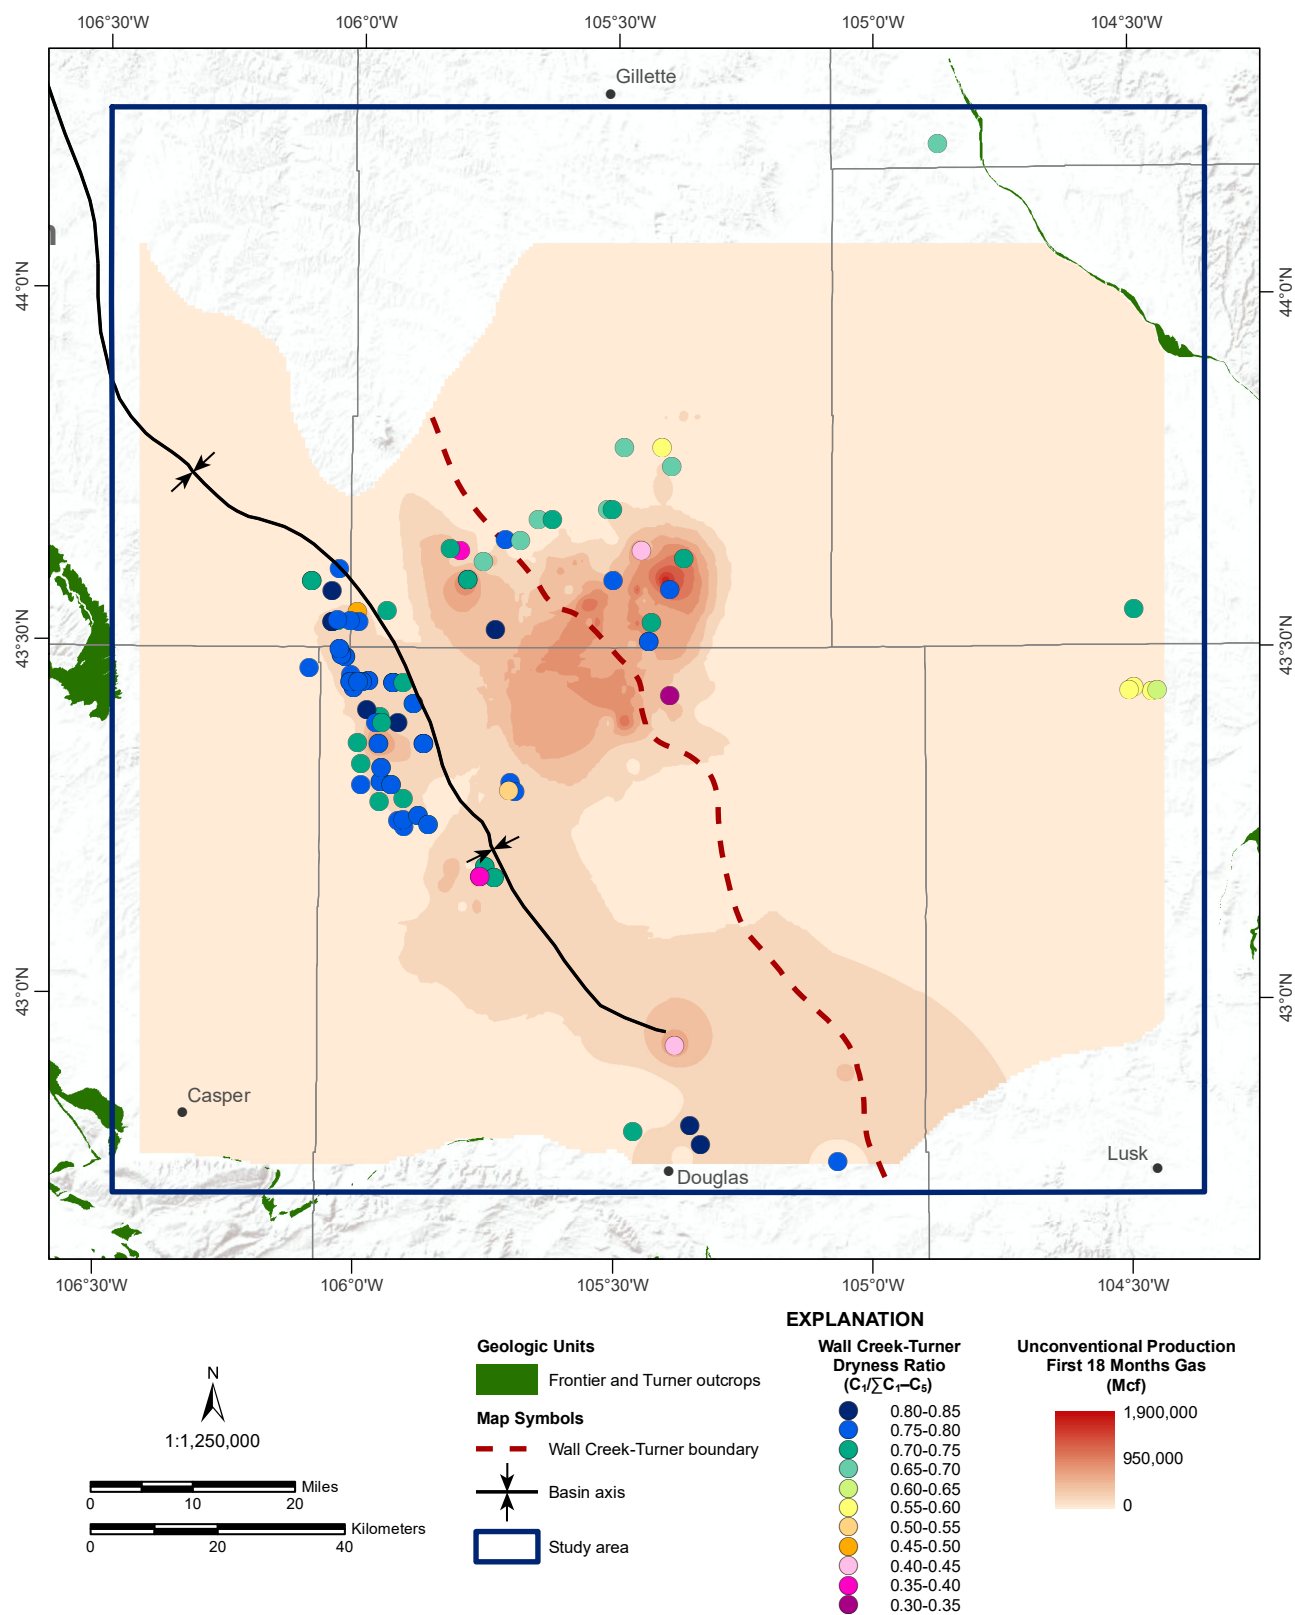 106°30'W 106°0'W 105°30'W 105°0'W 104°30'W
Gillette
44°0'N
44°0'N
43°30'N
43°30'N
43°0'N
43°0'N
Casper
Lusk
Douglas
106°30'W 106°0'W 105°30'W 105°0'W 104°30'W
EXPLANATION
N
1:1,250,000
Miles
0 10 20
Kilometers
0 20 40
Geologic Units
Frontier and Turner outcrops
Map Symbols
Wall Creek-Turner boundary
Basin axis
Study area
Wall Creek-Turner
Dryness Ratio
(C₁/∑C₁–C₅)
0.80-0.85
0.75-0.80
0.70-0.75
0.65-0.70
0.60-0.65
0.55-0.60
0.50-0.55
0.45-0.50
0.40-0.45
0.35-0.40
0.30-0.35
Unconventional Production
First 18 Months Gas
(Mcf)
1,900,000
950,000
0